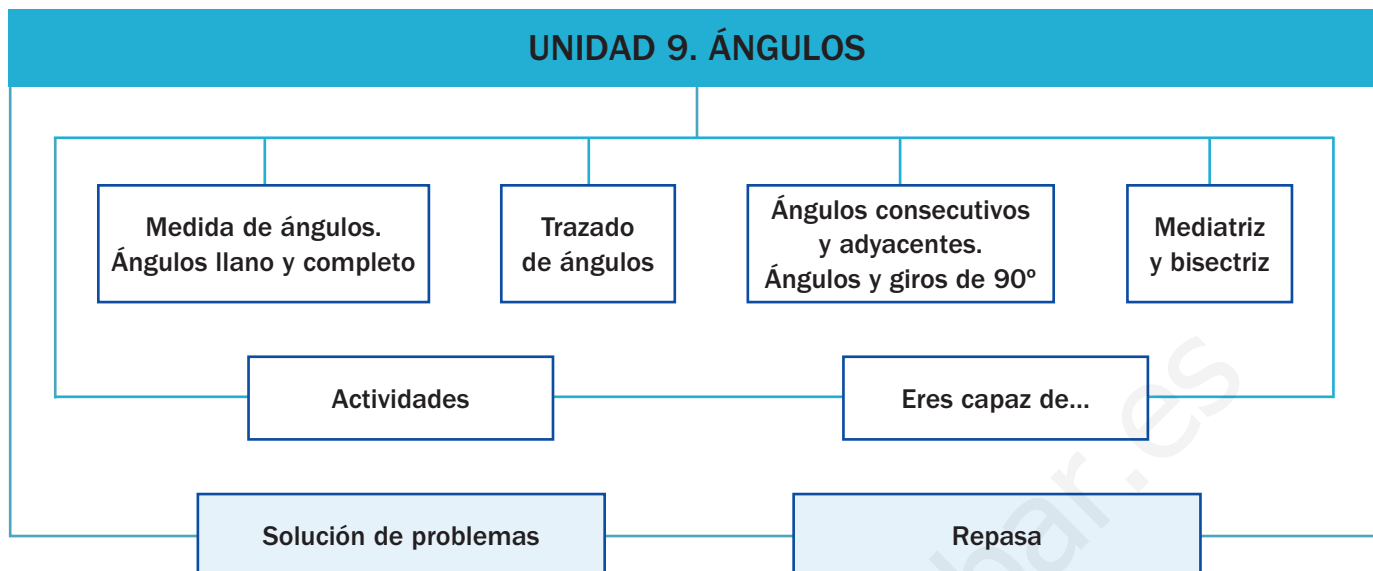 UNIDAD 9. ÁNGULOS
Medida de ángulos.
Ángulos llano y completo
Trazado
de ángulos
Ángulos consecutivos
y adyacentes.
Ángulos y giros de 90º
Mediatriz
y bisectriz
Actividades
Eres capaz de...
Solución de problemas
Repasa